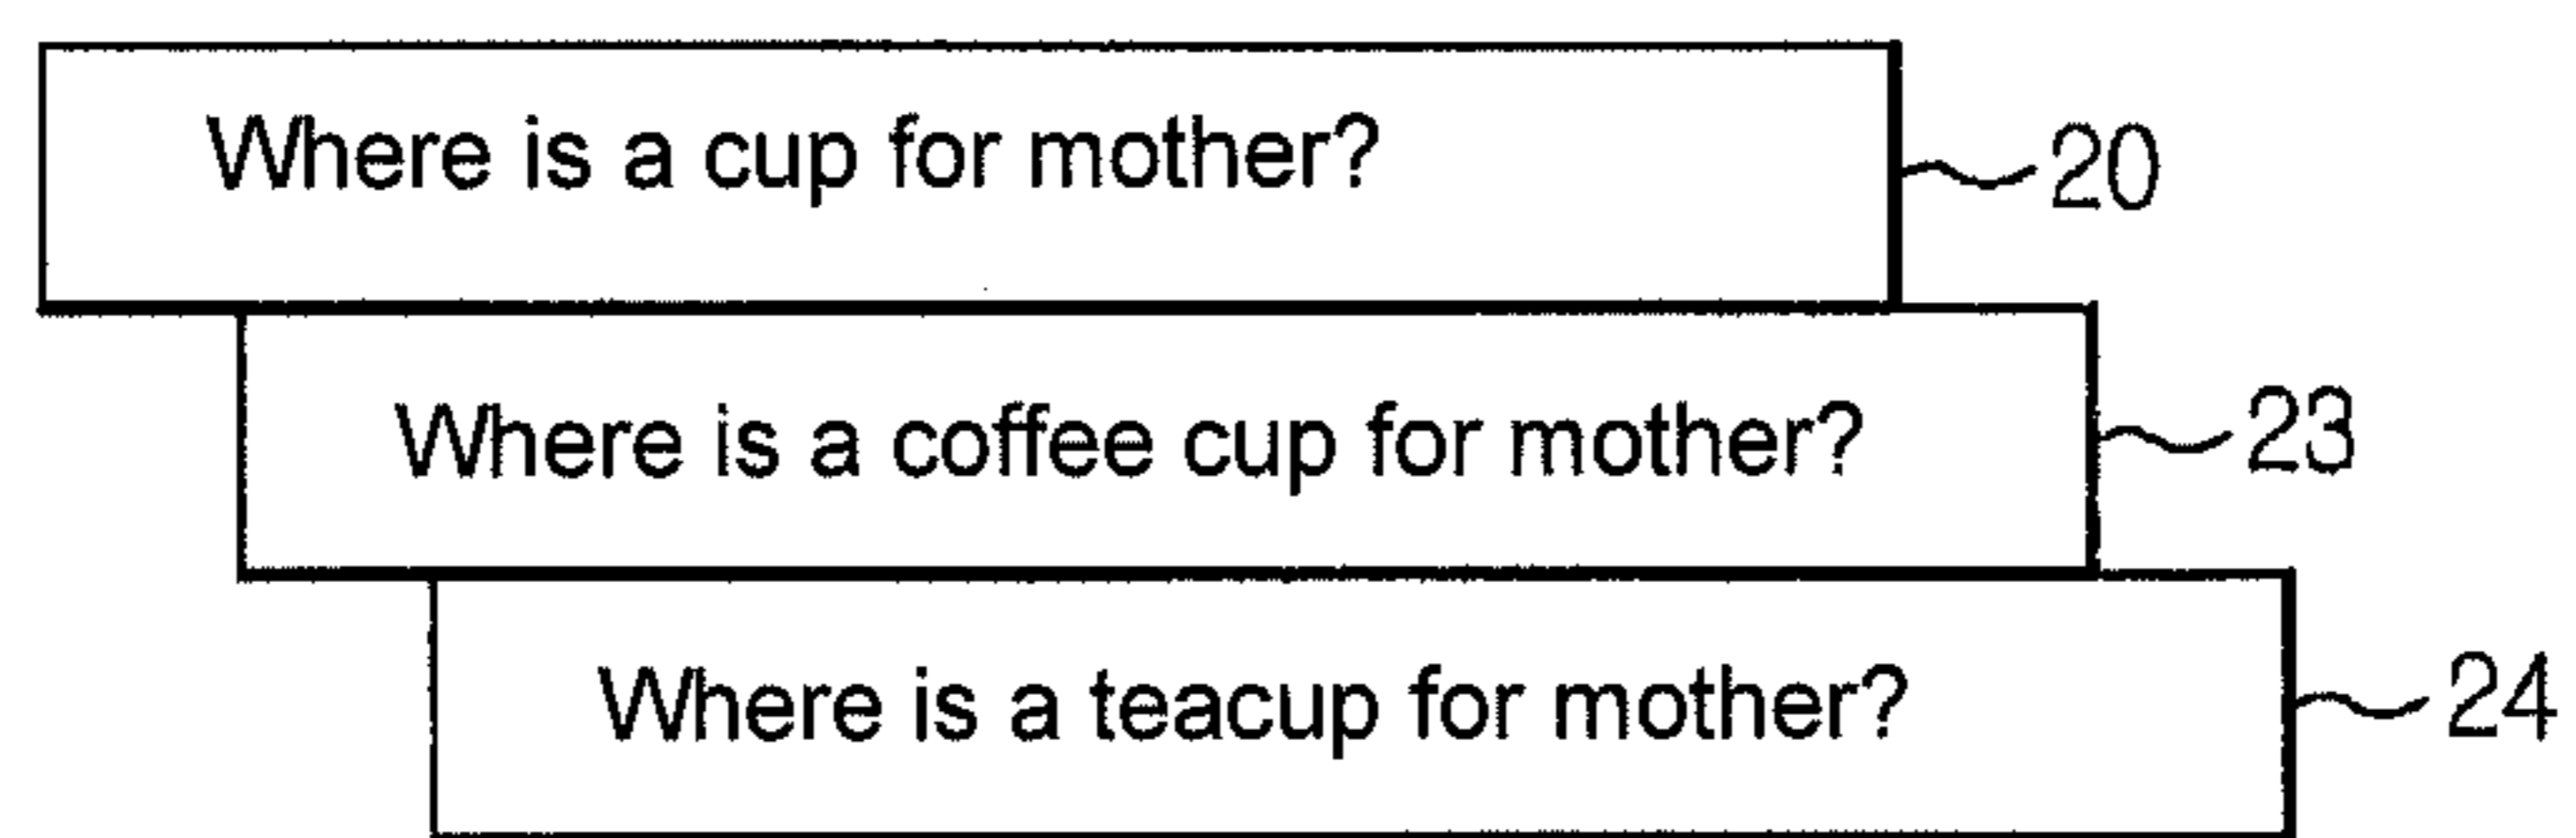 Where is a cup for mother? 20
Where is a coffee cup for mother? 23
Where is a teacup for mother? 24